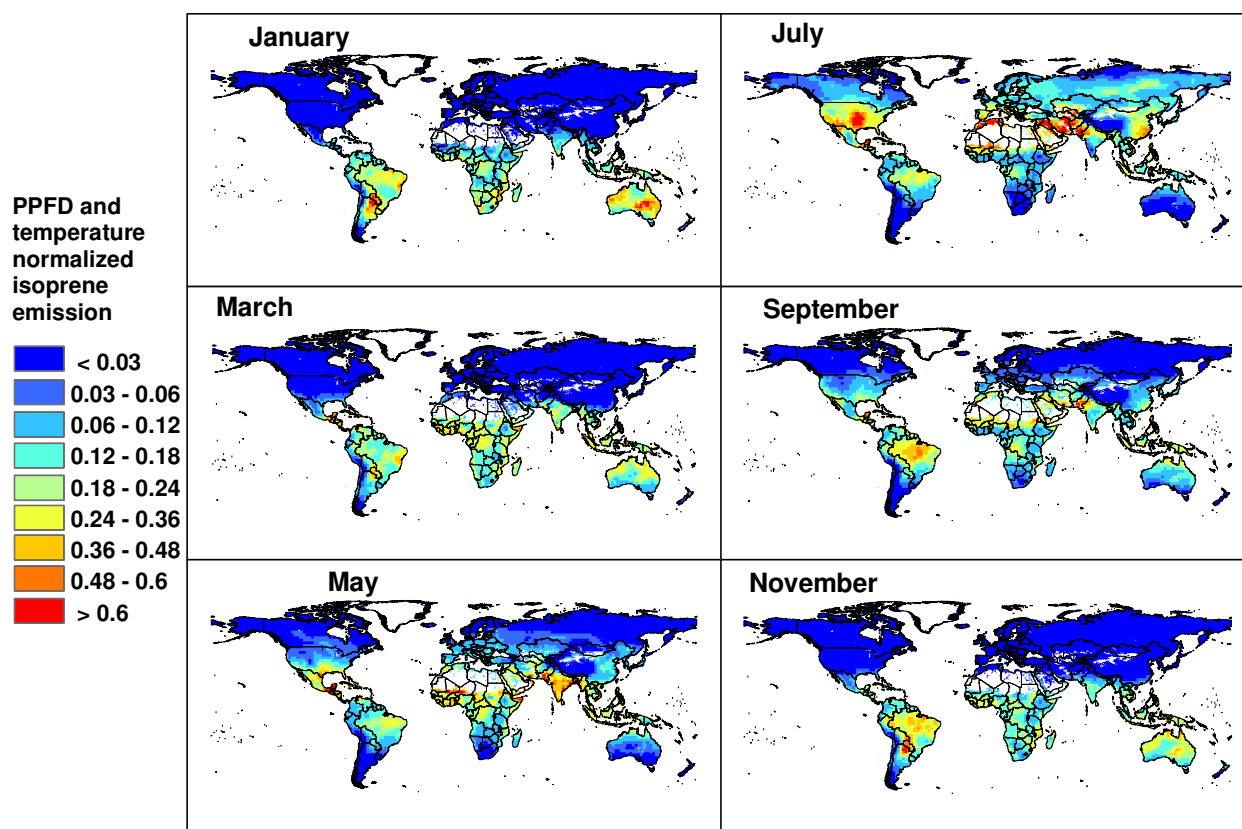 January
July
PPFD and
temperature
normalized
isoprene
emission
< 0.03
0.03 - 0.06
0.06 - 0.12
0.12 - 0.18
0.18 - 0.24
0.24 - 0.36
0.36 - 0.48
0.48 - 0.6
> 0.6
March
September
May
November